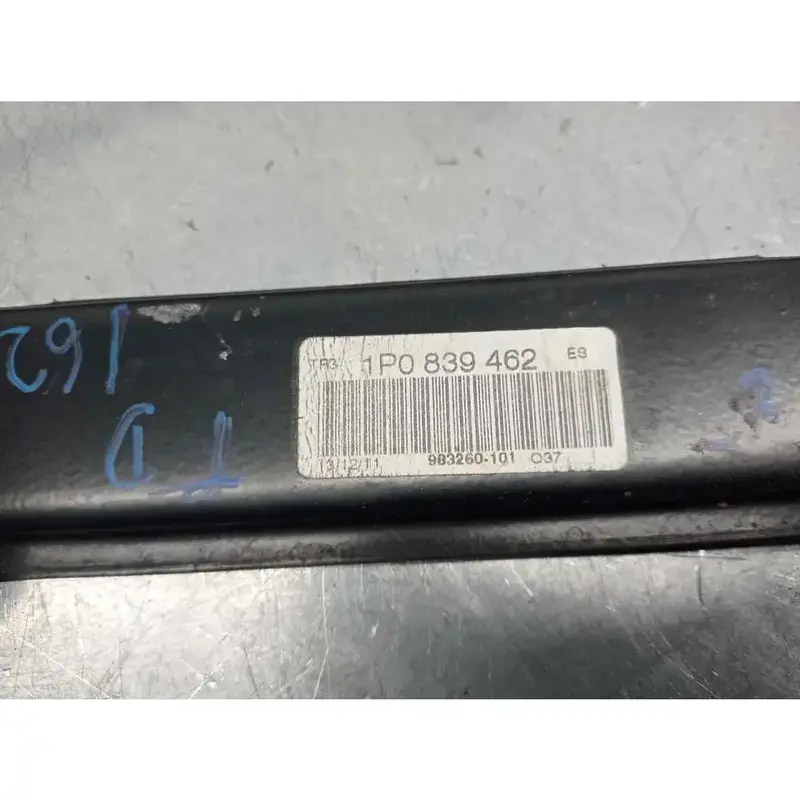 162
TD
TR3 1P0 839 462 ES
13/12/11 983260-101 O37